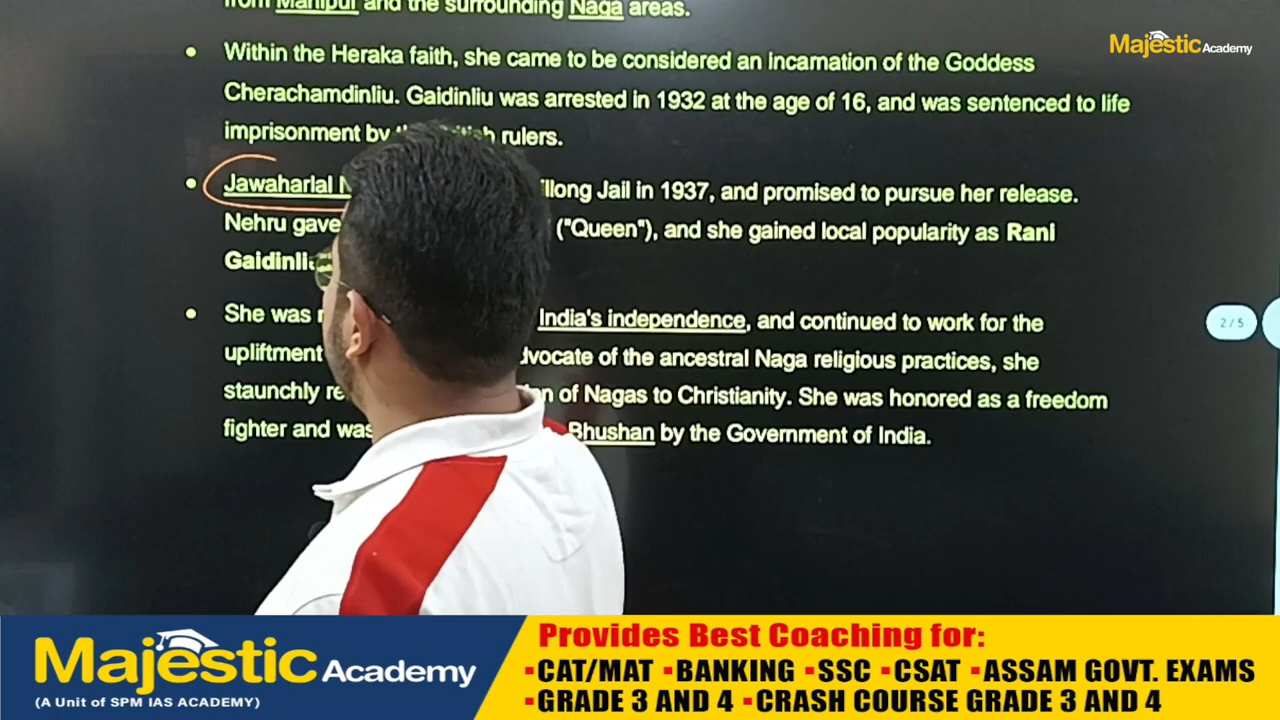 from Manipur and the surrounding Naga areas.
Majestic Academy
• Within the Heraka faith, she came to be considered an incarnation of the Goddess
Cherachamdinliu. Gaidinliu was arrested in 1932 at the age of 16, and was sentenced to life
imprisonment by rulers.
• Jawaharlal Jail in 1937, and promised to pursue her release.
Nehru gave ("Queen"), and she gained local popularity as Rani
Gaidinliu
• She was India's independence, and continued to work for the
upliftment of the ancestral Naga religious practices, she
staunchly of Nagas to Christianity. She was honored as a freedom
fighter and was Bhushan by the Government of India.
2 / 5
Majestic Academy
(A Unit of SPM IAS ACADEMY)
Provides Best Coaching for:
▪CAT/MAT ▪BANKING ▪SSC ▪CSAT ▪ASSAM GOVT. EXAMS
▪GRADE 3 AND 4 ▪CRASH COURSE GRADE 3 AND 4